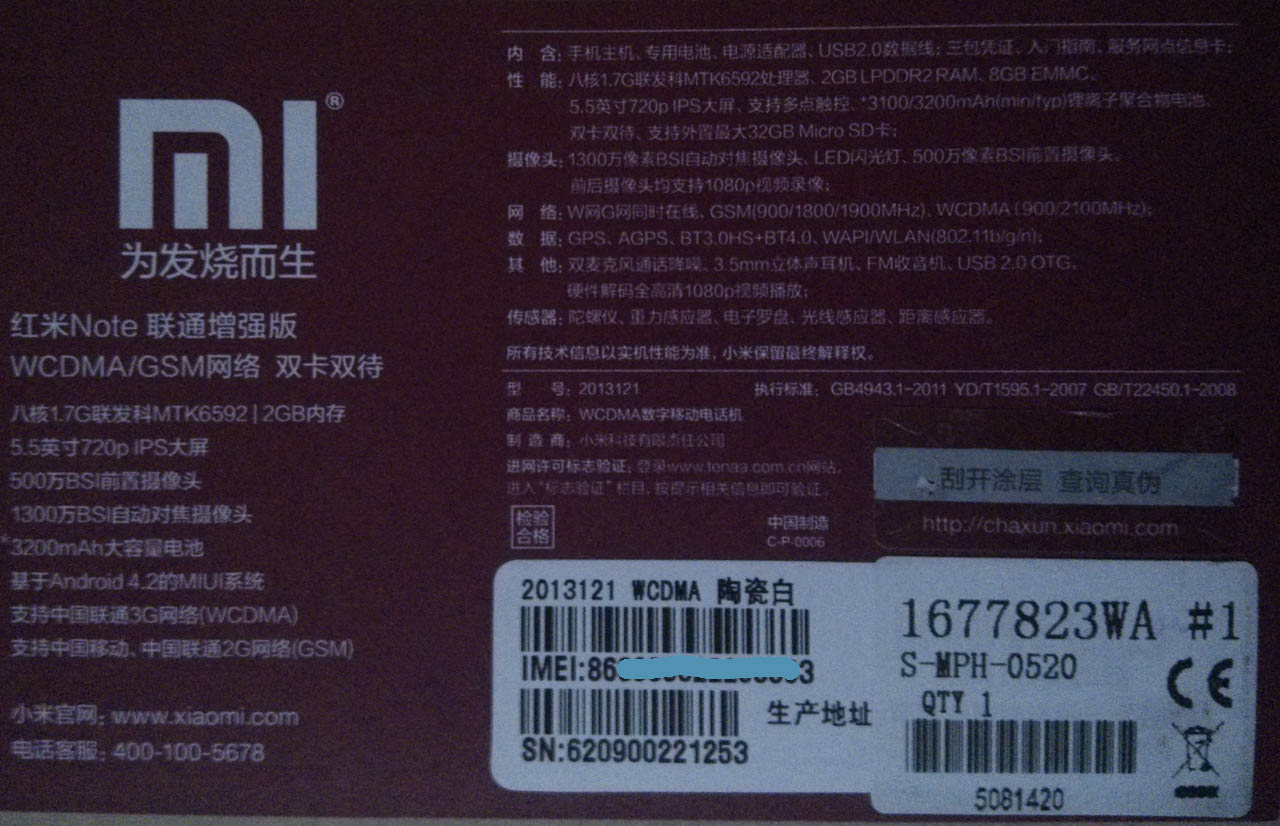 mi®
为发烧而生
红米Note 联通增强版
WCDMA/GSM网络 双卡双待
八核1.7G联发科MTK6592 | 2GB内存
5.5英寸720p IPS大屏
500万BSI前置摄像头
1300万BSI自动对焦摄像头
*3200mAh大容量电池
基于Android 4.2的MIUI系统
支持中国联通3G网络(WCDMA)
支持中国移动、中国联通2G网络(GSM)
小米官网：www.xiaomi.com
电话客服：400-100-5678
内 含：手机主机、专用电池、电源适配器、USB2.0数据线；三包凭证、入门指南、服务网点信息卡；
性 能：八核1.7G联发科MTK6592处理器、2GB LPDDR2 RAM、8GB EMMC、
5.5英寸720p IPS大屏、支持多点触控、*3100/3200mAh(min/typ)锂离子聚合物电池、
双卡双待、支持外置最大32GB Micro SD卡；
摄像头：1300万像素BSI自动对焦摄像头、LED闪光灯、500万像素BSI前置摄像头。
前后摄像头均支持1080p视频录像；
网 络：W网G网同时在线、GSM(900/1800/1900MHz)、WCDMA (900/2100MHz)；
数 据：GPS、AGPS、BT3.0HS+BT4.0、WAPI/WLAN(802.11b/g/n)；
其 他：双麦克风通话降噪、3.5mm立体声耳机、FM收音机、USB 2.0 OTG、
硬件解码全高清1080p视频播放；
传感器：陀螺仪、重力感应器、电子罗盘、光线感应器、距离感应器。
所有技术信息以实机性能为准，小米保留最终解释权。
型 号：2013121 执行标准：GB4943.1-2011 YD/T1595.1-2007 GB/T22450.1-2008
商品名称：WCDMA数字移动电话机
制 造 商：小米科技有限责任公司
进网许可标志验证：登录www.tenaa.com.cn网站，
进入“标志验证”栏目，按提示相关信息即可验证。
检验
合格
中国制造
C-P-0006
刮开涂层 查询真伪
http://chaxun.xiaomi.com
2013121 WCDMA 陶瓷白
IMEI:86 3
SN:620900221253
生产地址
1677823WA #1
S-MPH-0520
QTY 1
CE
5081420